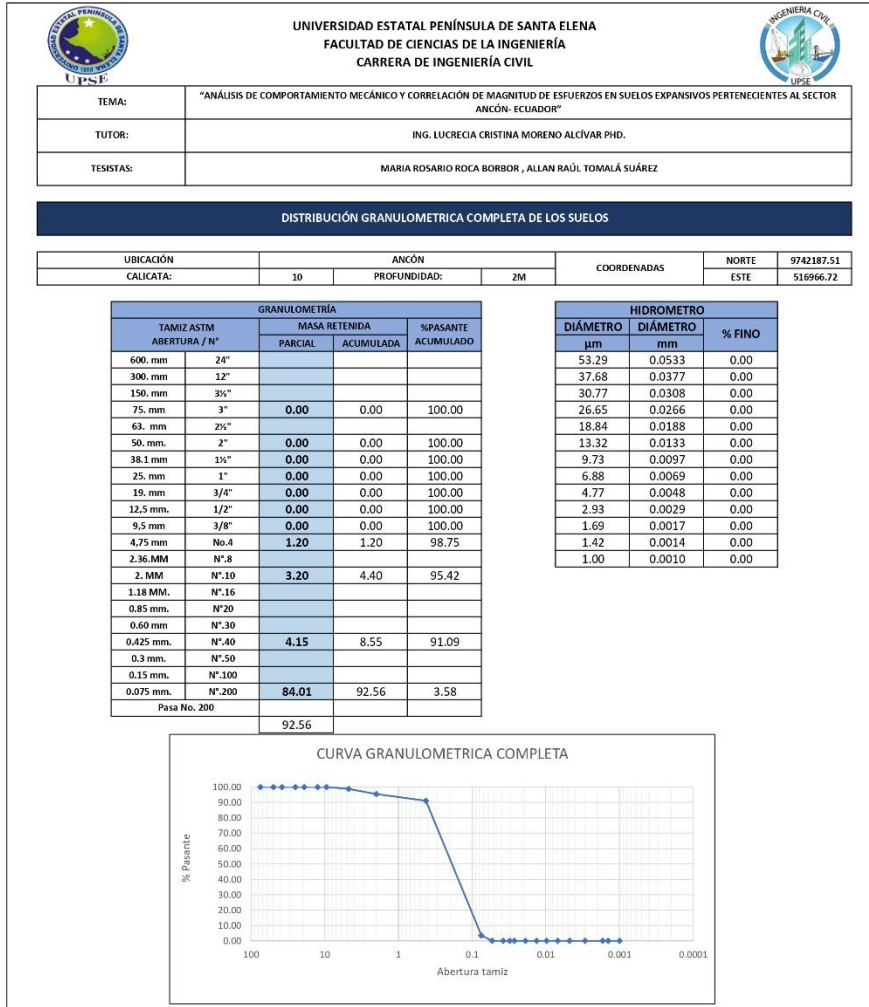 UNIVERSIDAD ESTATAL PENÍNSULA DE SANTA ELENA
FACULTAD DE CIENCIAS DE LA INGENIERÍA
CARRERA DE INGENIERÍA CIVIL
UNIVERSIDAD ESTATAL PENINSULA DE SANTA ELENA
UPSE
INGENIERIA CIVIL
UPSE
TEMA: "ANÁLISIS DE COMPORTAMIENTO MECÁNICO Y CORRELACIÓN DE MAGNITUD DE ESFUERZOS EN SUELOS EXPANSIVOS PERTENECIENTES AL SECTOR
ANCÓN- ECUADOR"
TUTOR: ING. LUCRECIA CRISTINA MORENO ALCÍVAR PHD.
TESISTAS: MARIA ROSARIO ROCA BORBOR , ALLAN RAÚL TOMALÁ SUÁREZ
DISTRIBUCIÓN GRANULOMETRICA COMPLETA DE LOS SUELOS
UBICACIÓN ANCÓN COORDENADAS NORTE 9742187.51
CALICATA: 10 PROFUNDIDAD: 2M ESTE 516966.72
GRANULOMETRÍA
TAMIZ ASTM MASA RETENIDA %PASANTE
ABERTURA / N° PARCIAL ACUMULADA ACUMULADO
600. mm 24"
300. mm 12"
150. mm 3½"
75. mm 3" 0.00 0.00 100.00
63. mm 2½"
50. mm. 2" 0.00 0.00 100.00
38.1 mm 1½" 0.00 0.00 100.00
25. mm 1" 0.00 0.00 100.00
19. mm 3/4" 0.00 0.00 100.00
12,5 mm. 1/2" 0.00 0.00 100.00
9,5 mm 3/8" 0.00 0.00 100.00
4,75 mm No.4 1.20 1.20 98.75
2.36.MM N°.8
2. MM N°.10 3.20 4.40 95.42
1.18 MM. N°.16
0.85 mm. N°20
0.60 mm N°.30
0.425 mm. N°.40 4.15 8.55 91.09
0.3 mm. N°.50
0.15 mm. N°.100
0.075 mm. N°.200 84.01 92.56 3.58
Pasa No. 200
92.56
HIDROMETRO
DIÁMETRO DIÁMETRO % FINO
µm mm
53.29 0.0533 0.00
37.68 0.0377 0.00
30.77 0.0308 0.00
26.65 0.0266 0.00
18.84 0.0188 0.00
13.32 0.0133 0.00
9.73 0.0097 0.00
6.88 0.0069 0.00
4.77 0.0048 0.00
2.93 0.0029 0.00
1.69 0.0017 0.00
1.42 0.0014 0.00
1.00 0.0010 0.00
CURVA GRANULOMETRICA COMPLETA
% Pasante
100.00
90.00
80.00
70.00
60.00
50.00
40.00
30.00
20.00
10.00
0.00
100 10 1 0.1 0.01 0.001 0.0001
Abertura tamiz